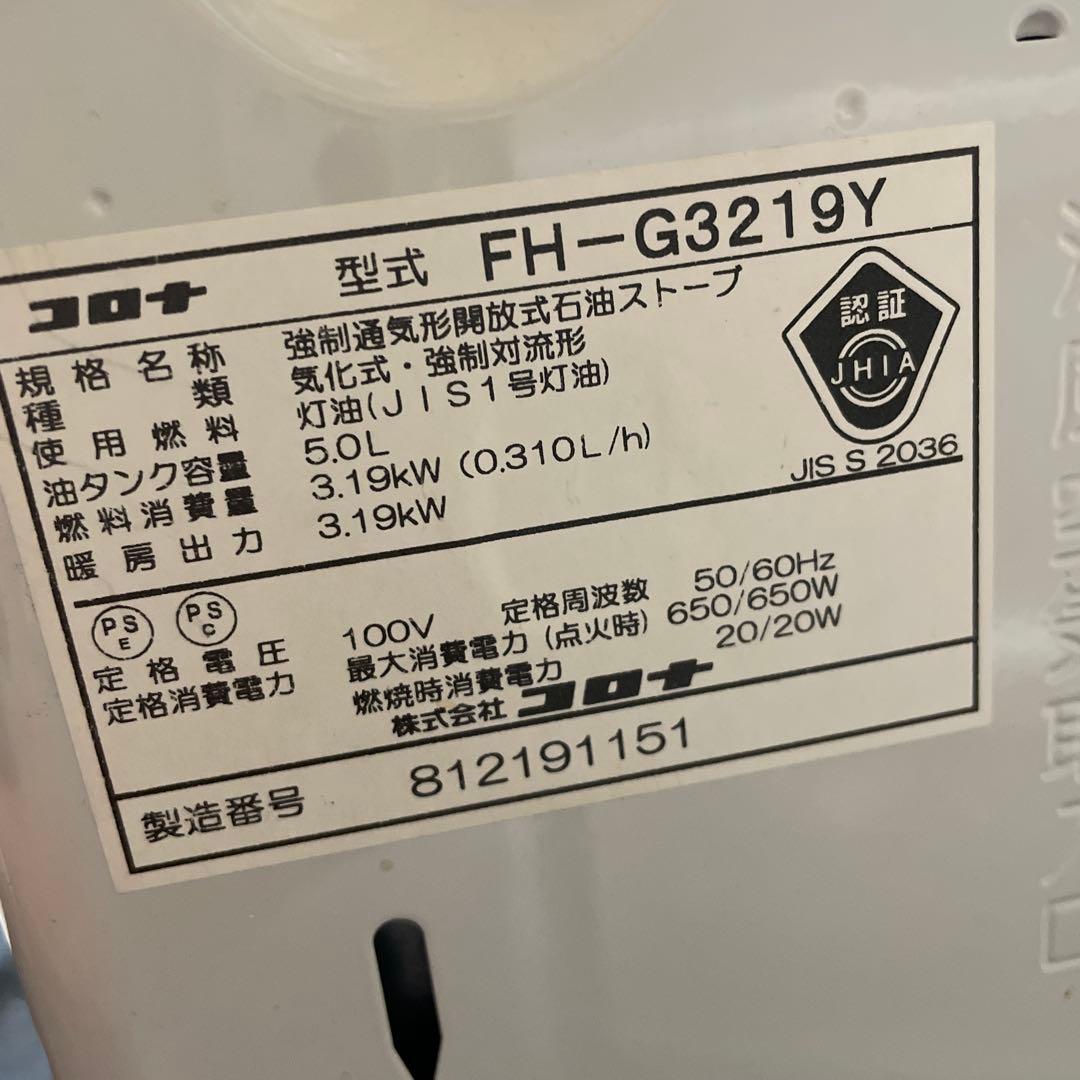 コロナ 型式 FH-G3219Y
規格名称 強制通気形開放式石油ストーブ
種類 気化式・強制対流形
使用燃料 灯油(JIS1号灯油)
油タンク容量 5.0L
燃料消費量 3.19kW (0.310L/h)
暖房出力 3.19kW
認証
JHIA
JIS S 2036
PS E PS C
定格電圧 100V 定格周波数 50/60Hz
定格消費電力 最大消費電力(点火時) 650/650W
燃焼時消費電力 20/20W
株式会社コロナ
製造番号 812191151